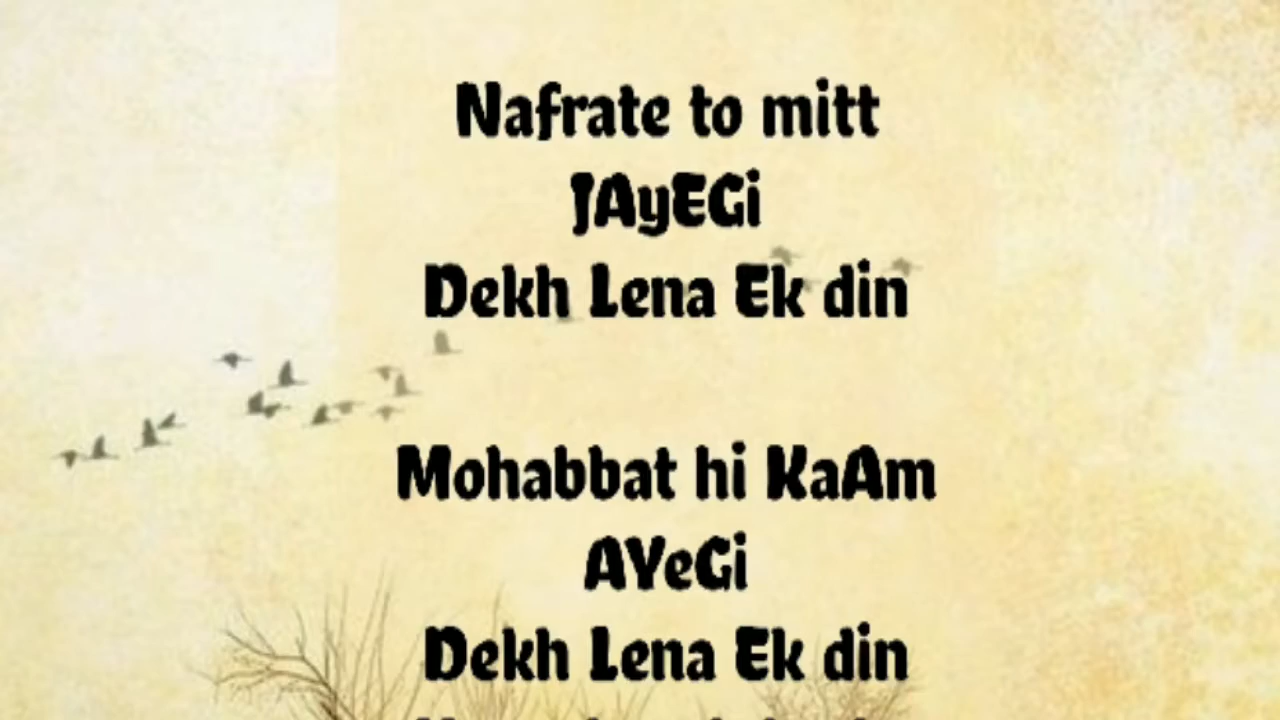 Nafrate to mitt
JAyEGi
Dekh Lena Ek din
Mohabbat hi KaAm
AYeGi
Dekh Lena Ek din